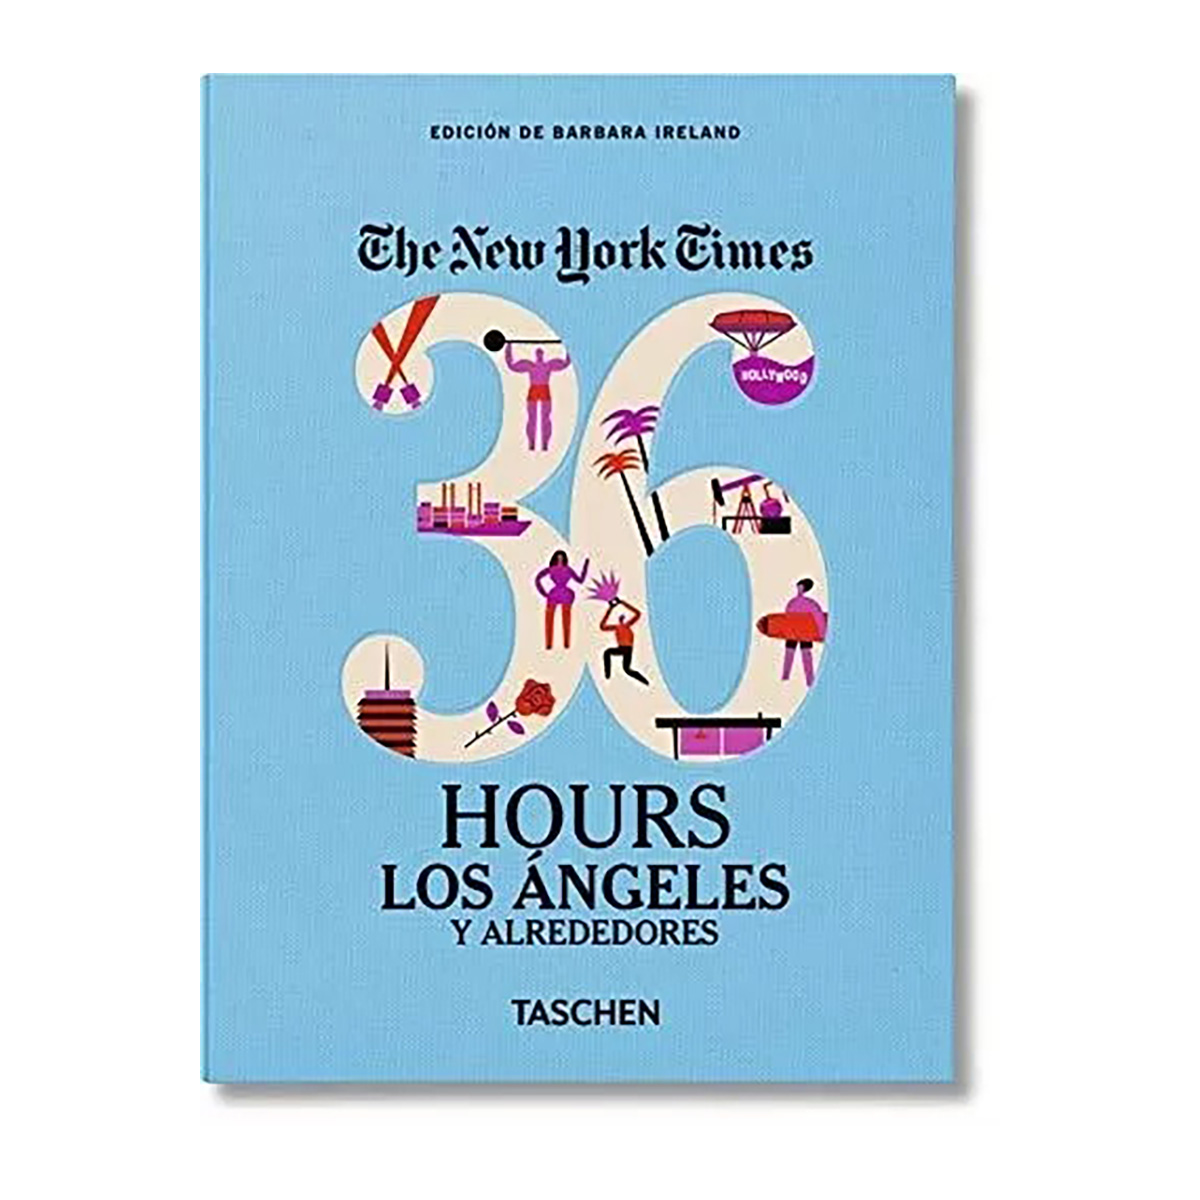 EDICIÓN DE BARBARA IRELAND
The New York Times
36
HOLLYWOOD
HOURS
LOS ÁNGELES
Y ALREDEDORES
TASCHEN